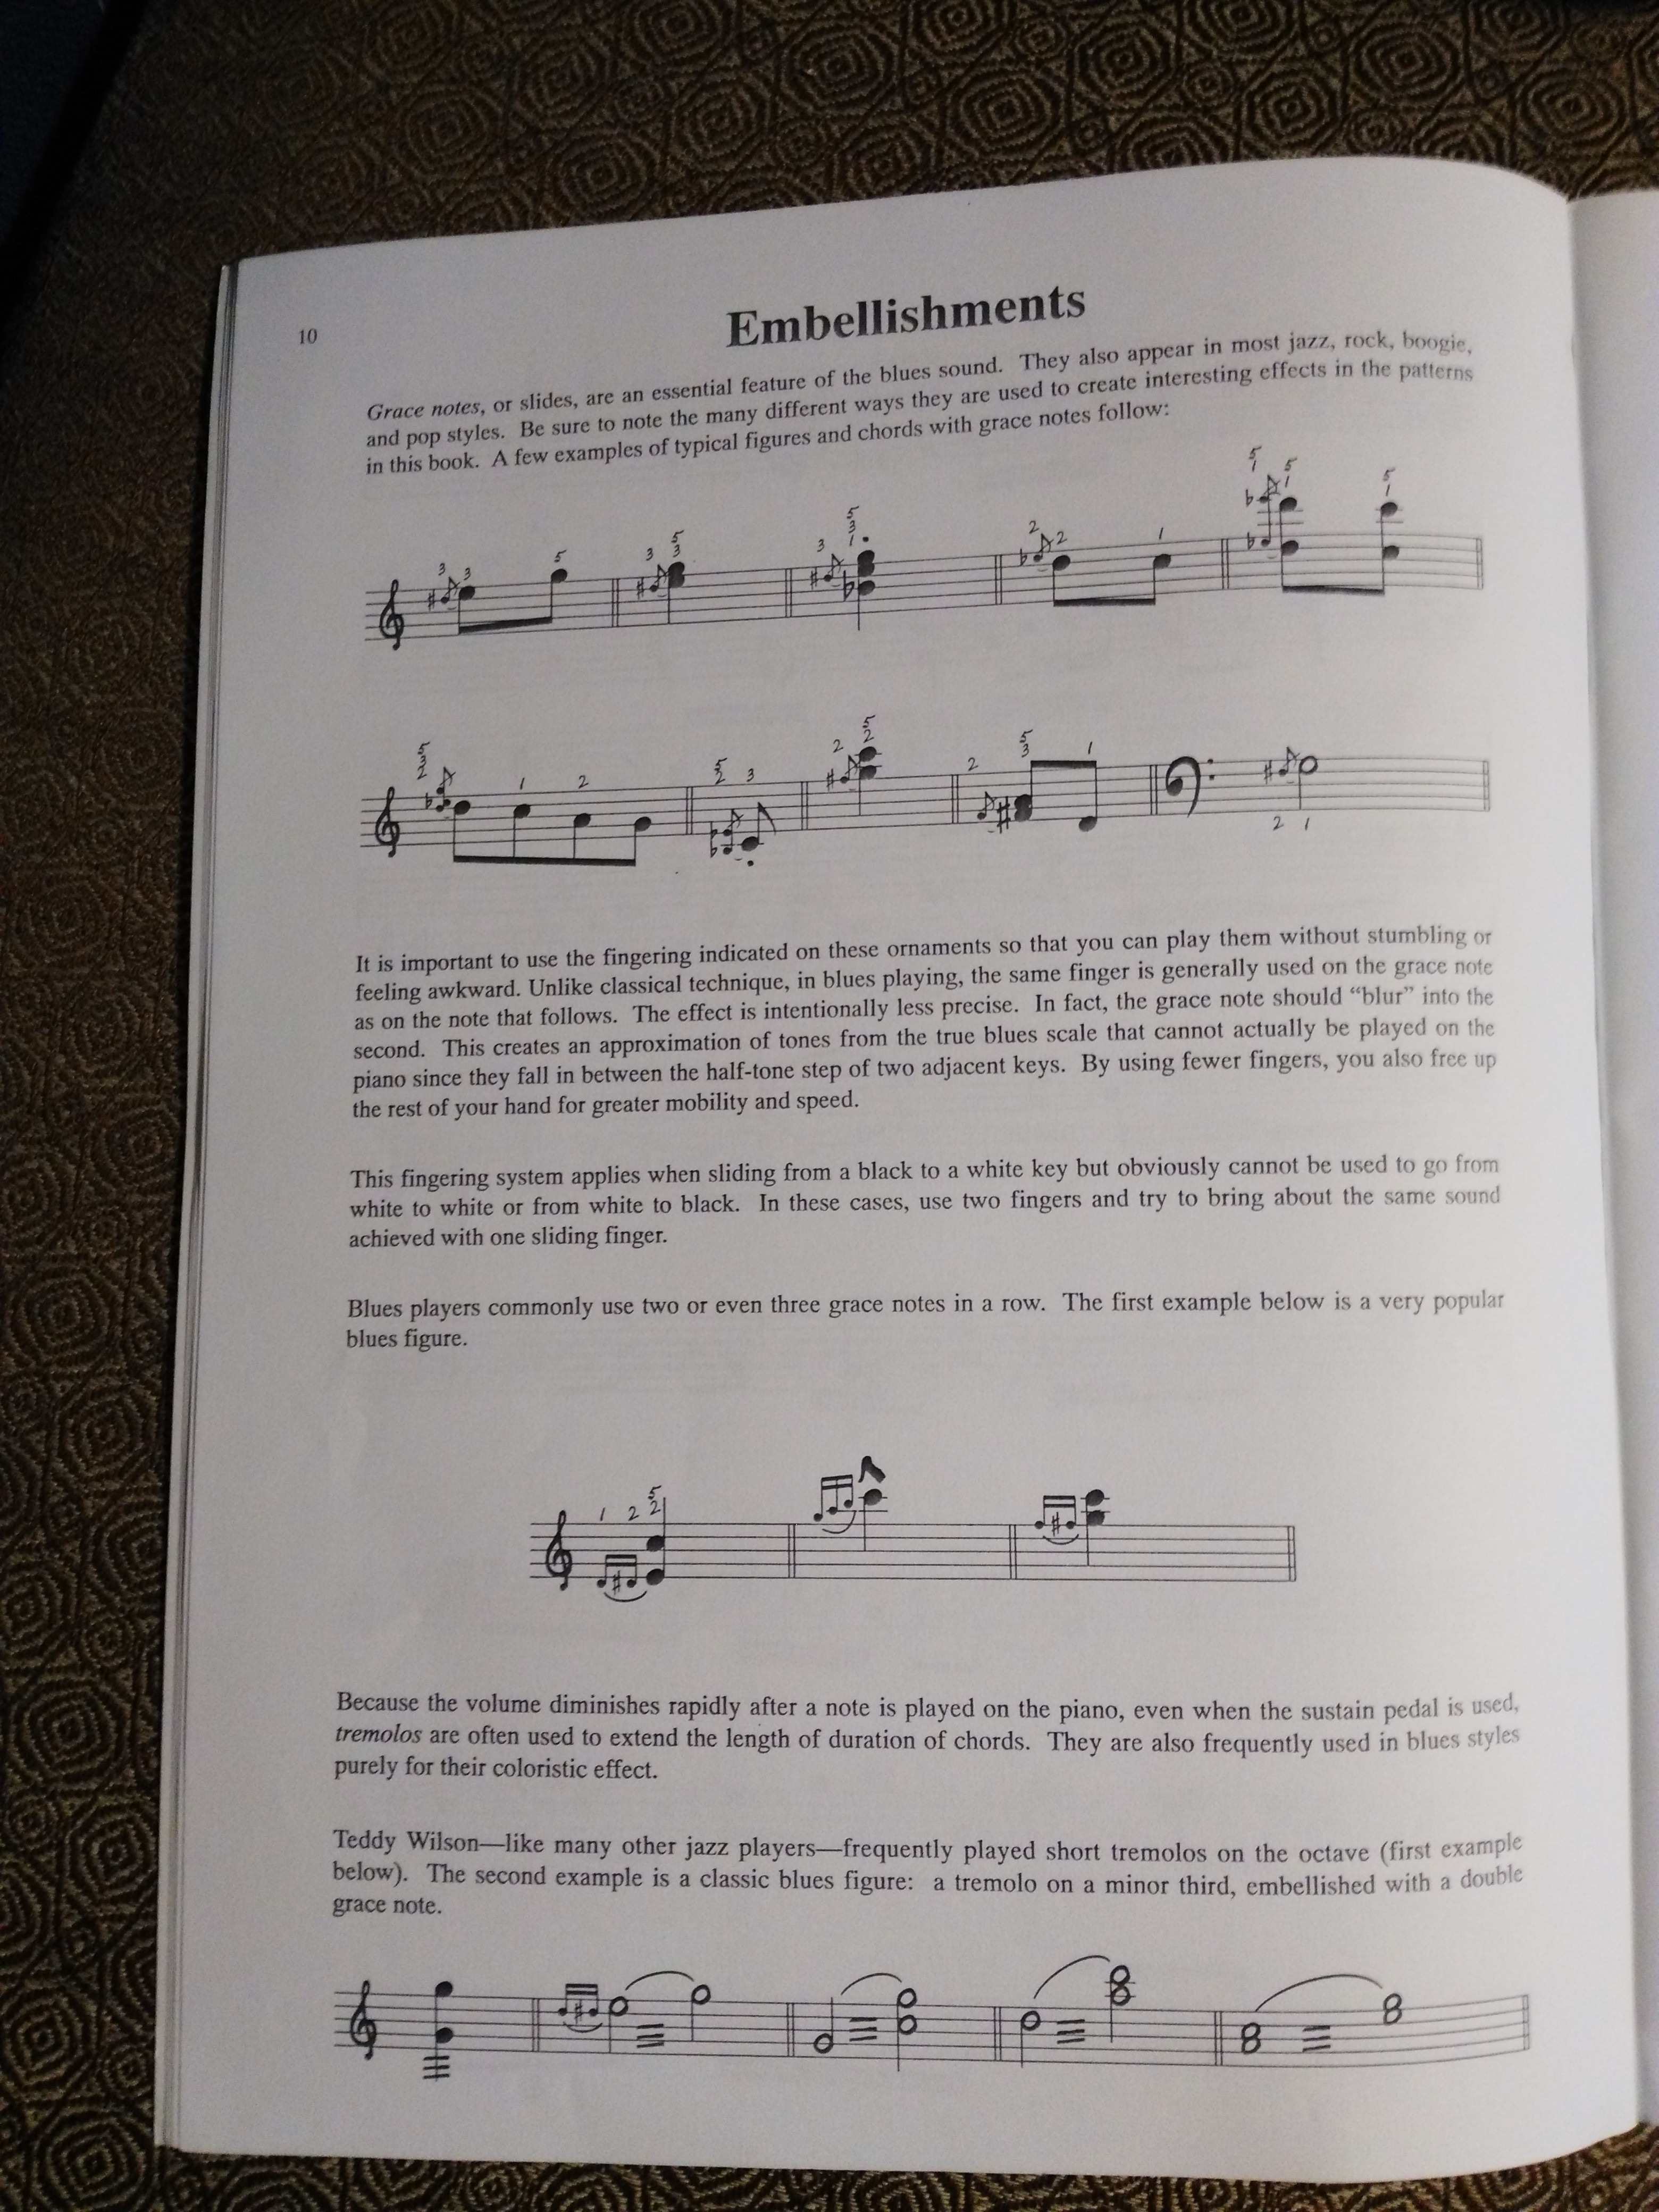 10
Embellishments
Grace notes, or slides, are an essential feature of the blues sound. They also appear in most jazz, rock, boogie,
and pop styles. Be sure to note the many different ways they are used to create interesting effects in the patterns
in this book. A few examples of typical figures and chords with grace notes follow:
It is important to use the fingering indicated on these ornaments so that you can play them without stumbling or
feeling awkward. Unlike classical technique, in blues playing, the same finger is generally used on the grace note
as on the note that follows. The effect is intentionally less precise. In fact, the grace note should “blur” into the
second. This creates an approximation of tones from the true blues scale that cannot actually be played on the
piano since they fall in between the half-tone step of two adjacent keys. By using fewer fingers, you also free up
the rest of your hand for greater mobility and speed.
This fingering system applies when sliding from a black to a white key but obviously cannot be used to go from
white to white or from white to black. In these cases, use two fingers and try to bring about the same sound
achieved with one sliding finger.
Blues players commonly use two or even three grace notes in a row. The first example below is a very popular
blues figure.
Because the volume diminishes rapidly after a note is played on the piano, even when the sustain pedal is used,
tremolos are often used to extend the length of duration of chords. They are also frequently used in blues styles
purely for their coloristic effect.
Teddy Wilson—like many other jazz players—frequently played short tremolos on the octave (first example
below). The second example is a classic blues figure: a tremolo on a minor third, embellished with a double
grace note.